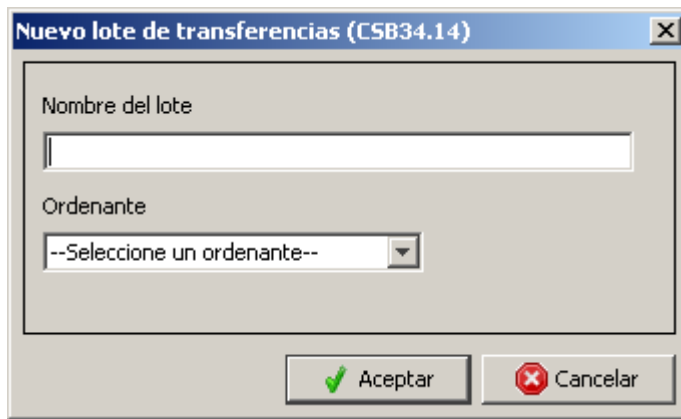 Nuevo lote de transferencias (CSB34.14)
Nombre del lote
Ordenante
--Seleccione un ordenante--
Aceptar
Cancelar